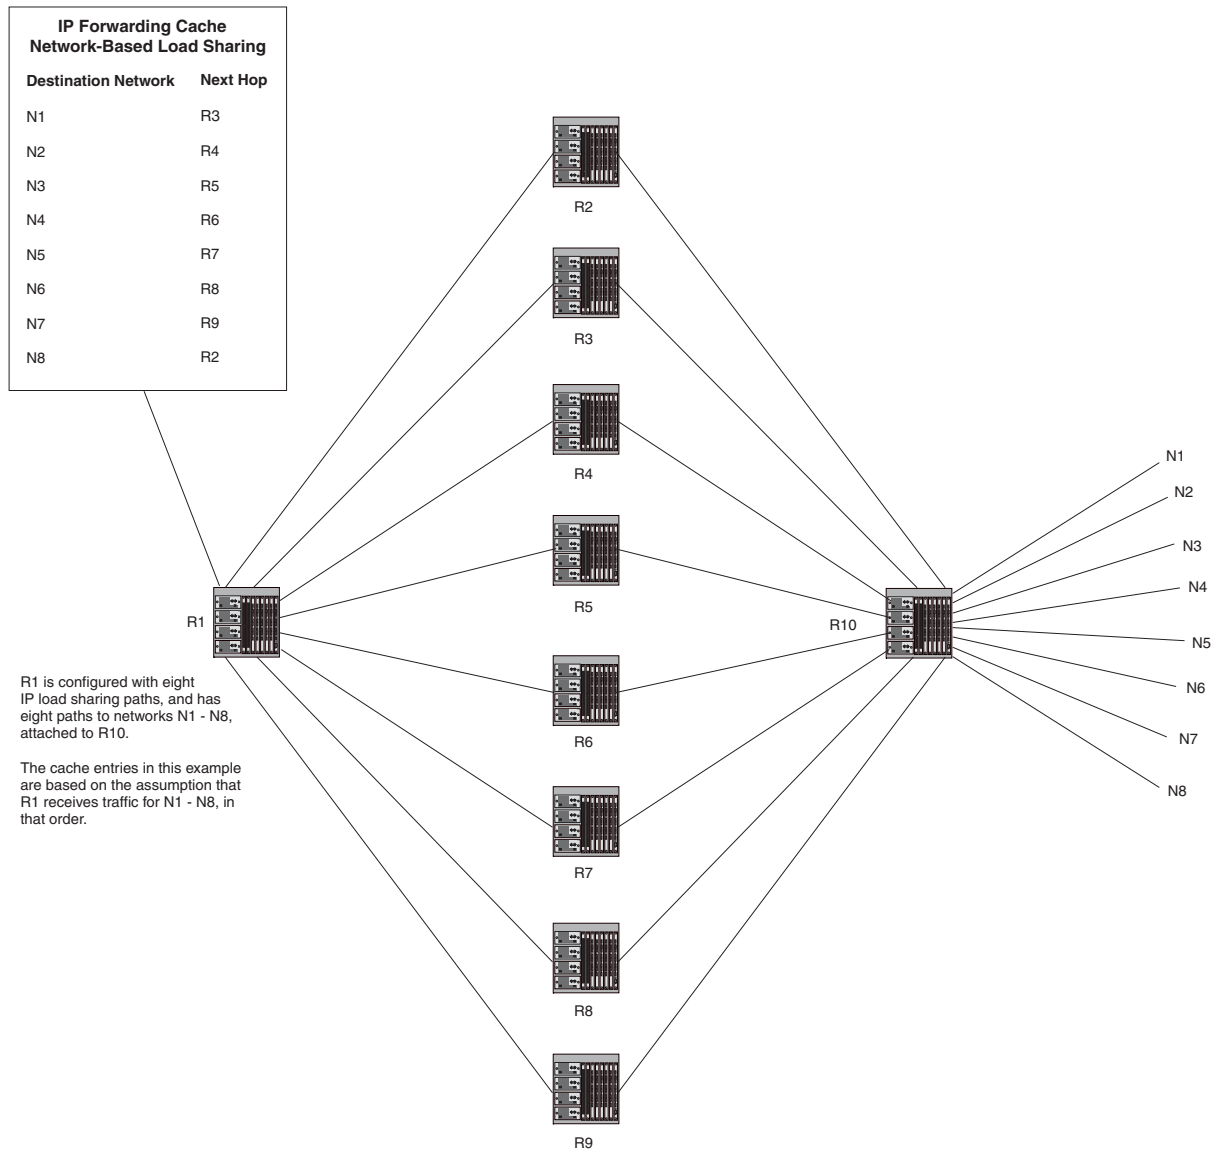 IP Forwarding Cache
Network-Based Load Sharing
Destination Network Next Hop
N1 R3
N2 R4
N3 R5
N4 R6
N5 R7
N6 R8
N7 R9
N8 R2
R2
R3
R4
R5
R6
R7
R8
R9
R1
R10
N1
N2
N3
N4
N5
N6
N7
N8
R1 is configured with eight
IP load sharing paths, and has
eight paths to networks N1 - N8,
attached to R10.
The cache entries in this example
are based on the assumption that
R1 receives traffic for N1 - N8, in
that order.